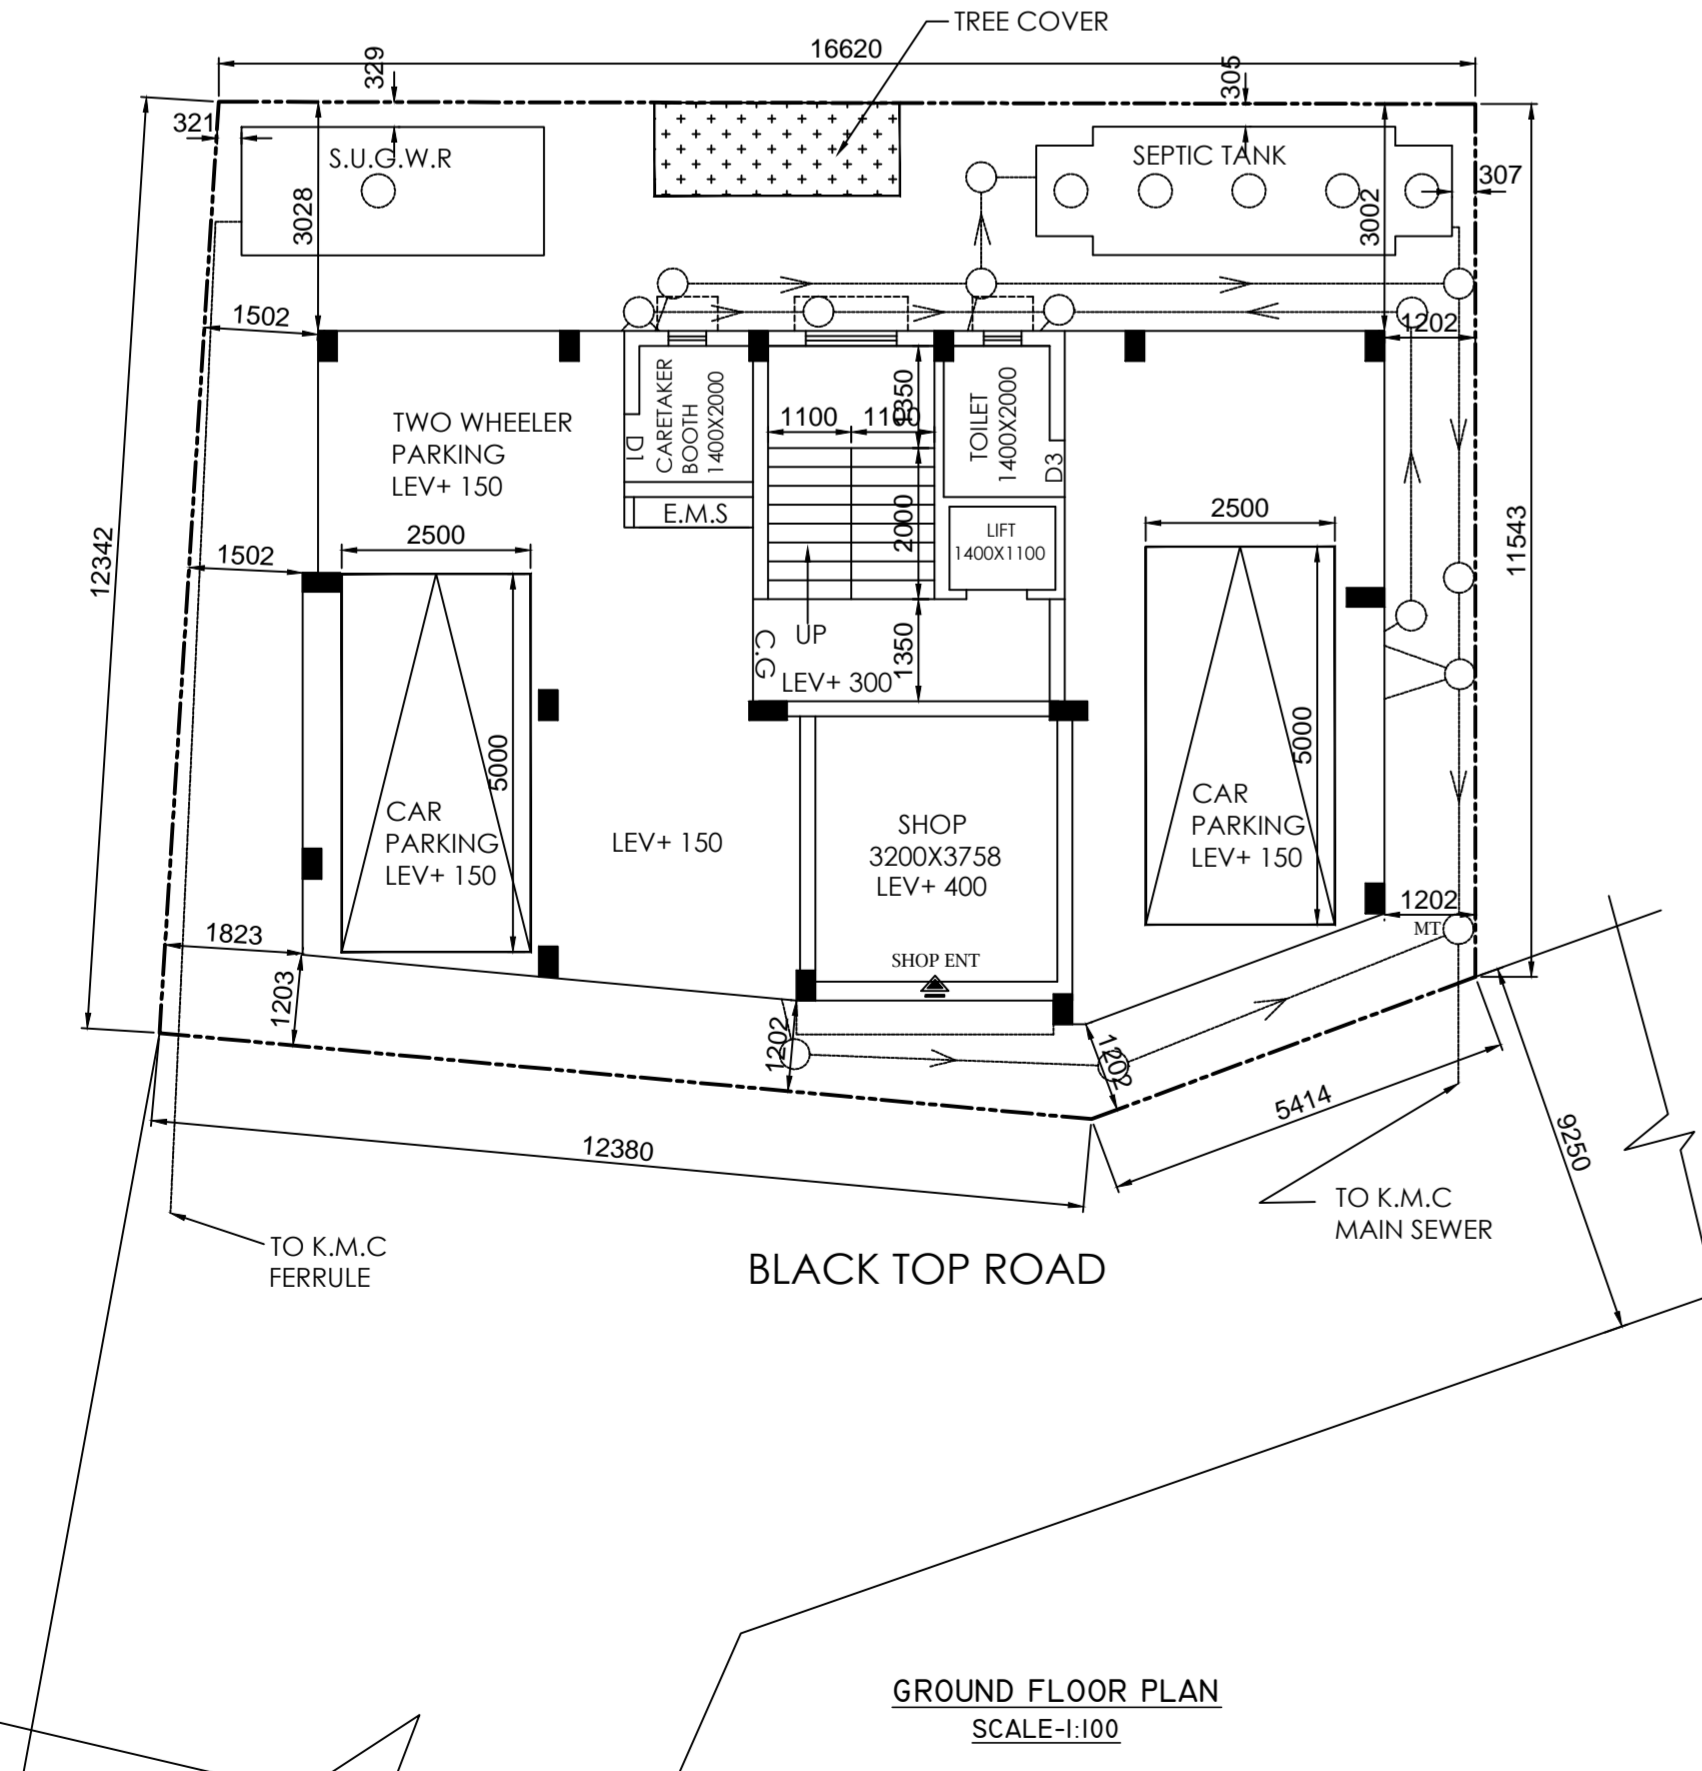 TREE COVER
16620
329
305
321
S.U.G.W.R
SEPTIC TANK
307
3028
3002
1502
1202
TWO WHEELER
PARKING
LEV+ 150
D1
CARETAKER
BOOTH
1400X2000
1100
1100
1350
TOILET
1400X2000
D3
E.M.S
2000
LIFT
1400X1100
12342
11543
1502
2500
2500
UP
C.G
LEV+ 300
1350
5000
5000
CAR
PARKING
LEV+ 150
LEV+ 150
SHOP
3200X3758
LEV+ 400
CAR
PARKING
LEV+ 150
1823
1203
SHOP ENT
1202
MT
1202
1202
5414
9250
12380
TO K.M.C
FERRULE
TO K.M.C
MAIN SEWER
BLACK TOP ROAD
GROUND FLOOR PLAN
SCALE-1:100